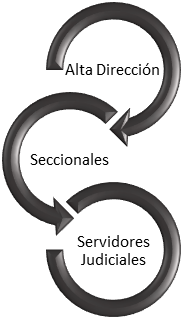 Alta Dirección
Seccionales
Servidores
Judiciales